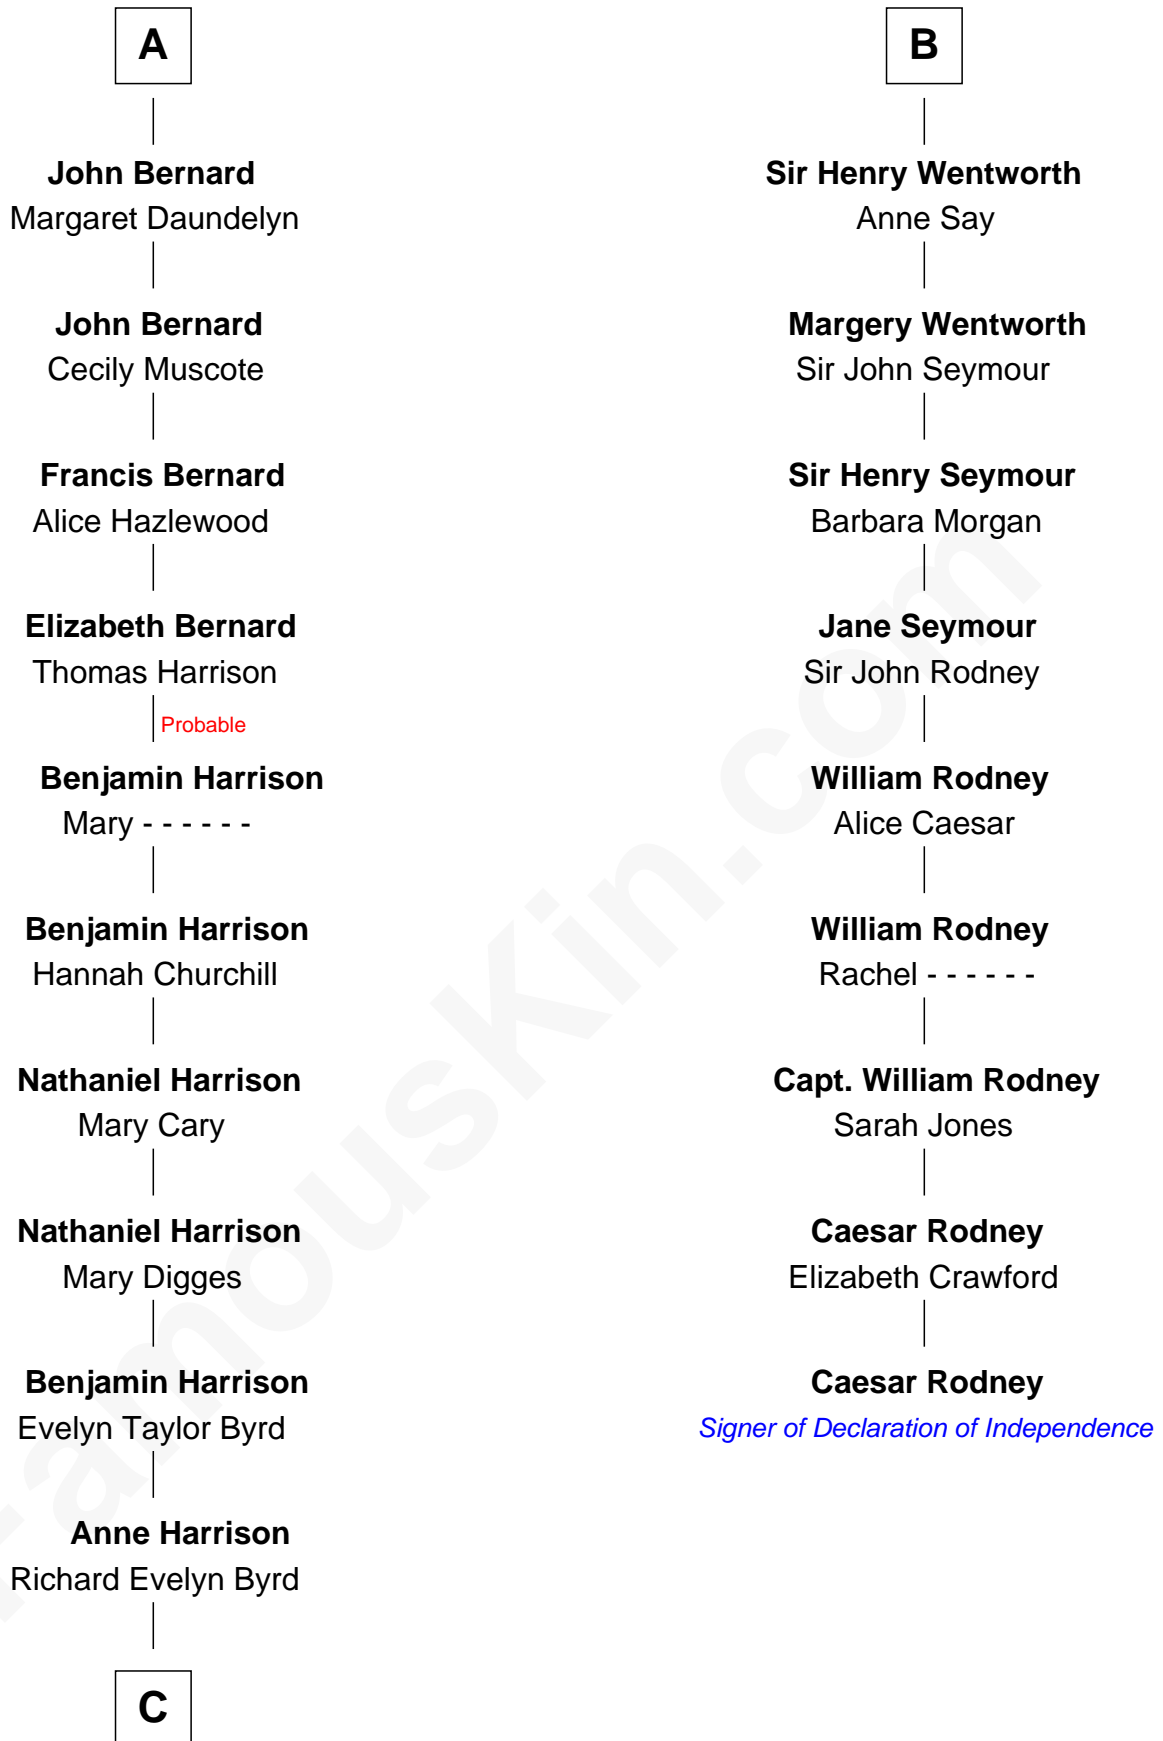 A
John Bernard
Margaret Daundelyn
John Bernard
Cecily Muscote
Francis Bernard
Alice Hazlewood
Elizabeth Bernard
Thomas Harrison
Probable
Benjamin Harrison
Mary - - - - - -
Benjamin Harrison
Hannah Churchill
Nathaniel Harrison
Mary Cary
Nathaniel Harrison
Mary Digges
Benjamin Harrison
Evelyn Taylor Byrd
Anne Harrison
Richard Evelyn Byrd
C
B
Sir Henry Wentworth
Anne Say
Margery Wentworth
Sir John Seymour
Sir Henry Seymour
Barbara Morgan
Jane Seymour
Sir John Rodney
William Rodney
Alice Caesar
William Rodney
Rachel - - - - - -
Capt. William Rodney
Sarah Jones
Caesar Rodney
Elizabeth Crawford
Caesar Rodney
Signer of Declaration of Independence
FamousKin.com